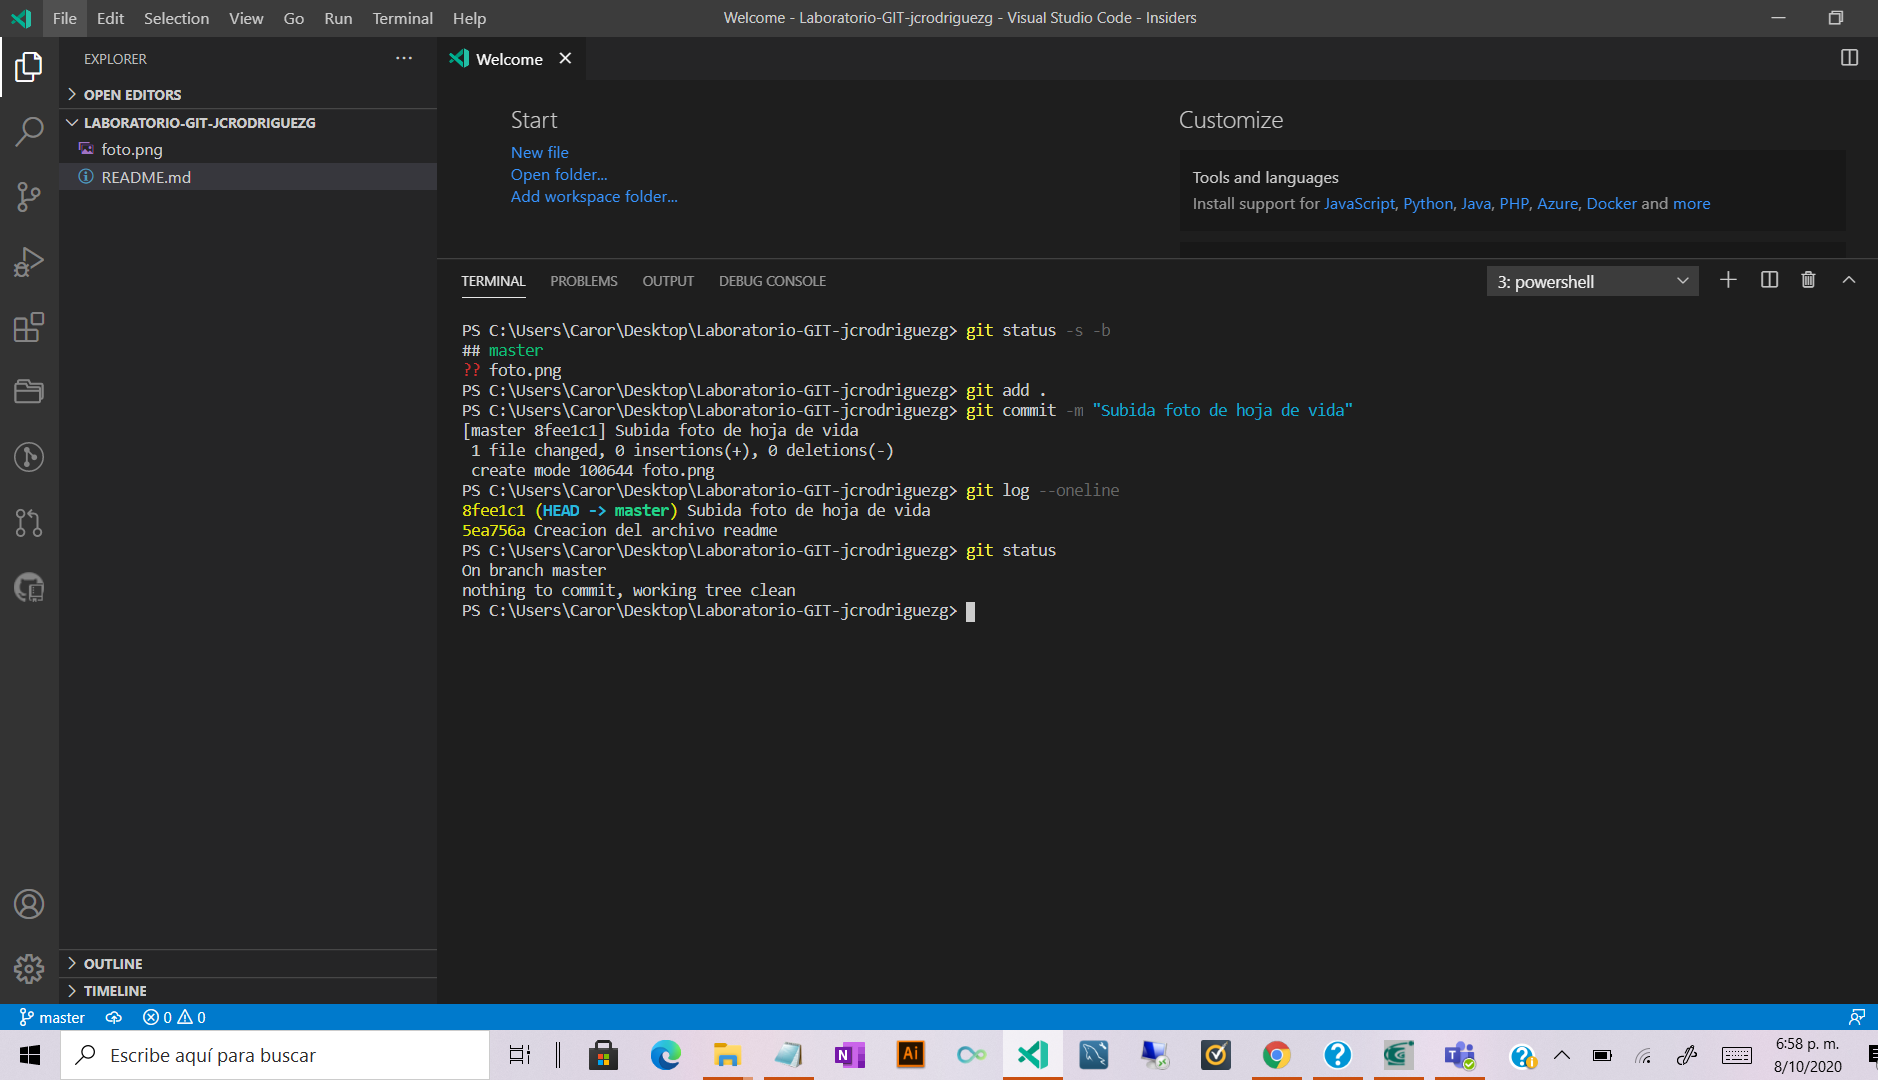 File Edit Selection View Go Run Terminal Help
Welcome - Laboratorio-GIT-jcrodriguezg - Visual Studio Code - Insiders
EXPLORER
OPEN EDITORS
LABORATORIO-GIT-JCRODRIGUEZG
foto.png
README.md
OUTLINE
TIMELINE
Welcome
Start
New file
Open folder...
Add workspace folder...
Customize
Tools and languages
Install support for JavaScript, Python, Java, PHP, Azure, Docker and more
TERMINAL PROBLEMS OUTPUT DEBUG CONSOLE
3: powershell
PS C:\Users\Caror\Desktop\Laboratorio-GIT-jcrodriguezg> git status -s -b
## master
?? foto.png
PS C:\Users\Caror\Desktop\Laboratorio-GIT-jcrodriguezg> git add .
PS C:\Users\Caror\Desktop\Laboratorio-GIT-jcrodriguezg> git commit -m "Subida foto de hoja de vida"
[master 8fee1c1] Subida foto de hoja de vida
1 file changed, 0 insertions(+), 0 deletions(-)
create mode 100644 foto.png
PS C:\Users\Caror\Desktop\Laboratorio-GIT-jcrodriguezg> git log --oneline
8fee1c1 (HEAD -> master) Subida foto de hoja de vida
5ea756a Creacion del archivo readme
PS C:\Users\Caror\Desktop\Laboratorio-GIT-jcrodriguezg> git status
On branch master
nothing to commit, working tree clean
PS C:\Users\Caror\Desktop\Laboratorio-GIT-jcrodriguezg>
master 0 0
Escribe aquí para buscar
N
Ai
T
6:58 p. m.
8/10/2020